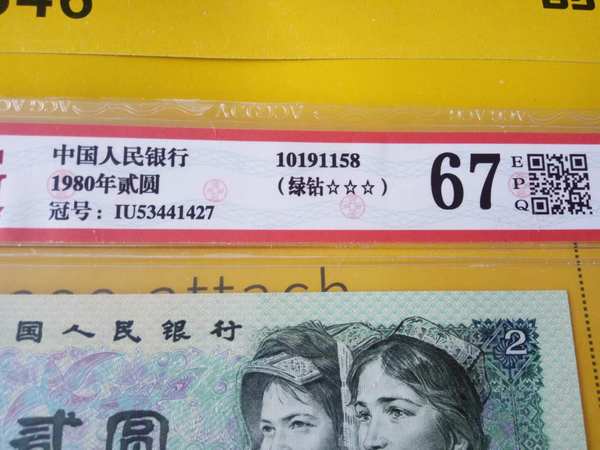 中国人民银行
1980年贰圆
冠号：IU53441427
10191158
（绿钻☆☆☆）
67
E
P
Q
ACGCAC
国人民银行
2
贰圆